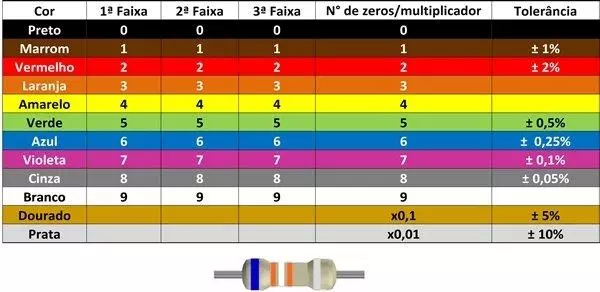 Cor 1ª Faixa 2ª Faixa 3ª Faixa N° de zeros/multiplicador Tolerância
Preto 0 0 0 0
Marrom 1 1 1 1 ± 1%
Vermelho 2 2 2 2 ± 2%
Laranja 3 3 3 3
Amarelo 4 4 4 4
Verde 5 5 5 5 ± 0,5%
Azul 6 6 6 6 ± 0,25%
Violeta 7 7 7 7 ± 0,1%
Cinza 8 8 8 8 ± 0,05%
Branco 9 9 9 9
Dourado x0,1 ± 5%
Prata x0,01 ± 10%